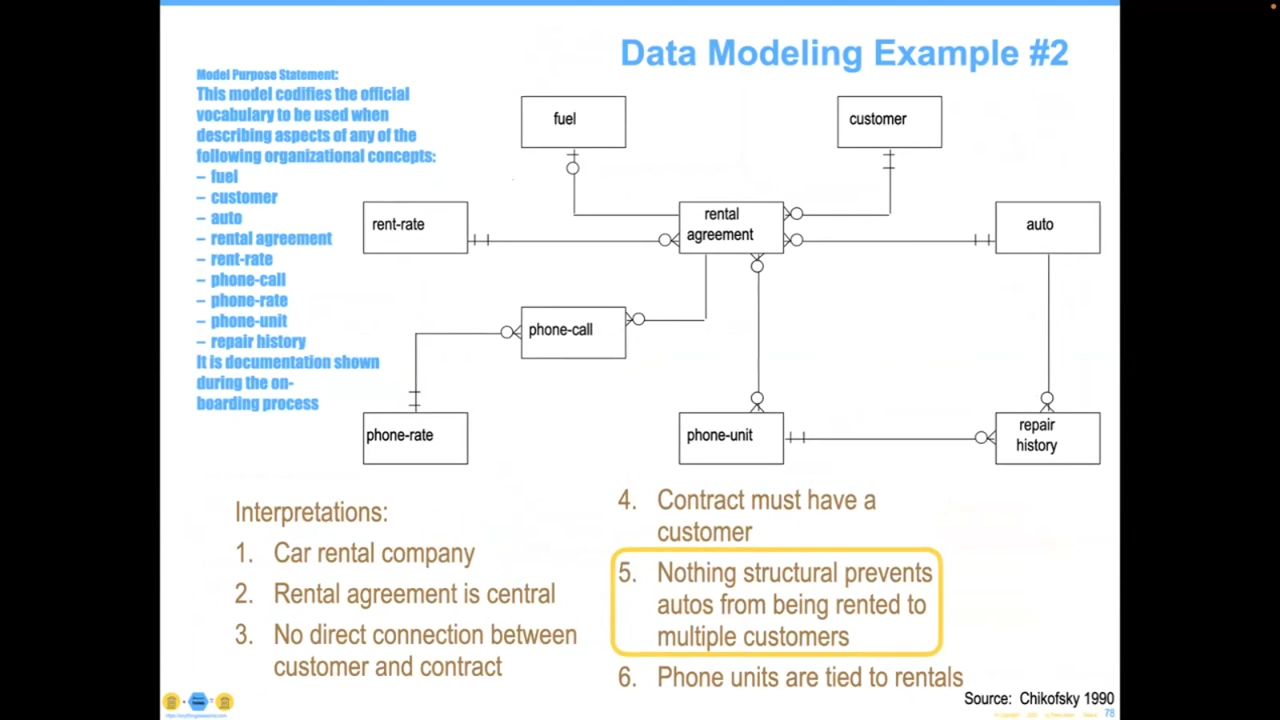 Data Modeling Example #2
Model Purpose Statement:
This model codifies the official
vocabulary to be used when
describing aspects of any of the
following organizational concepts:
– fuel
– customer
– auto
– rental agreement
– rent-rate
– phone-call
– phone-rate
– phone-unit
– repair history
It is documentation shown
during the on-
boarding process
fuel
customer
rent-rate
rental
agreement
auto
phone-call
phone-rate
phone-unit
repair
history
Interpretations:
1. Car rental company
2. Rental agreement is central
3. No direct connection between
customer and contract
4. Contract must have a
customer
5. Nothing structural prevents
autos from being rented to
multiple customers
6. Phone units are tied to rentals
Source: Chikofsky 1990
78